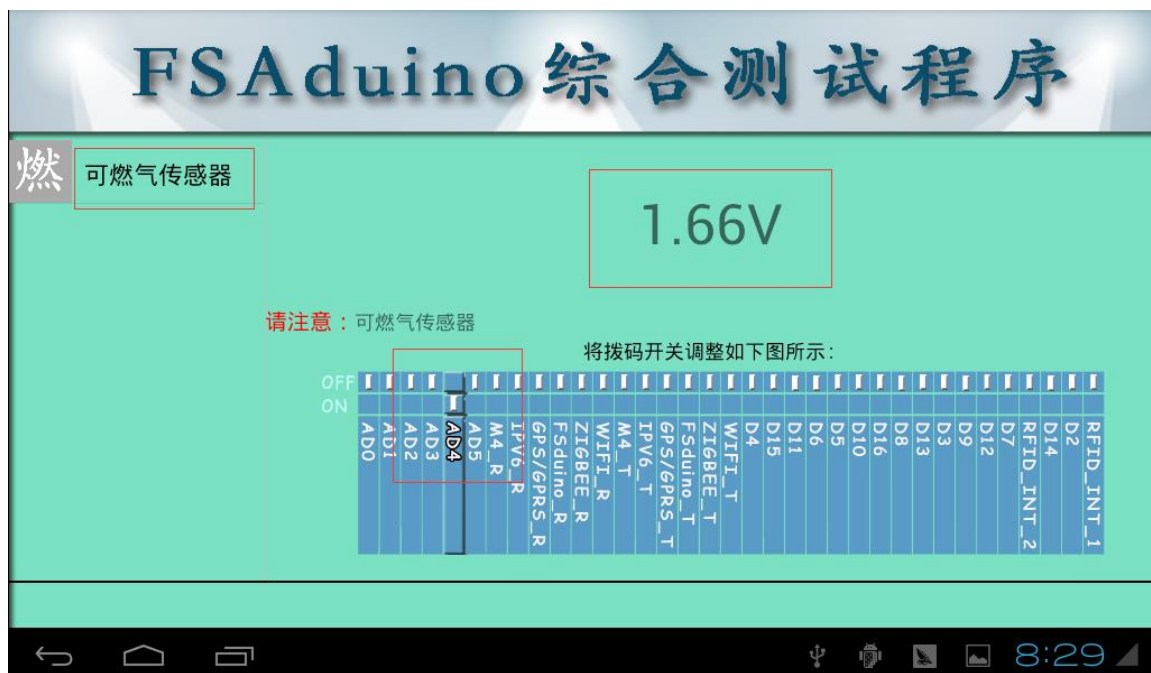 FSAduino综合测试程序
燃 可燃气传感器
1.66V
请注意：可燃气传感器
将拨码开关调整如下图所示：
OFF
ON
AD0
AD1
AD2
AD3
AD4
AD5
M4_R
IPV6_R
GPS/GPRS_R
FSduino_R
ZIGBEE_R
WIFI_R
M4_T
IPV6_T
GPS/GPRS_T
FSduino_T
ZIGBEE_T
WIFI_T
D4
D15
D11
D6
D5
D10
D16
D8
D13
D3
D9
D12
D7
RFID_INT_2
D14
D2
RFID_INT_1
8:29